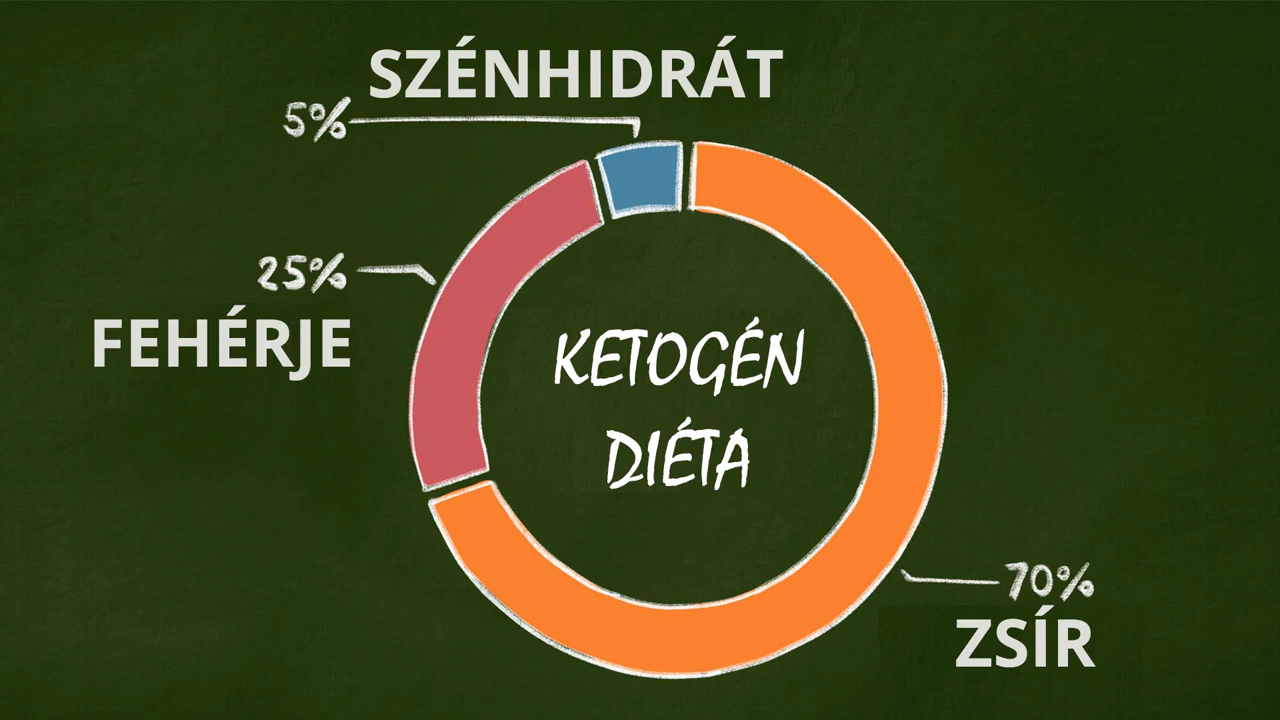 SZÉNHIDRÁT
5%
25%
FEHÉRJE
KETOGÉN
DIÉTA
70%
ZSÍR